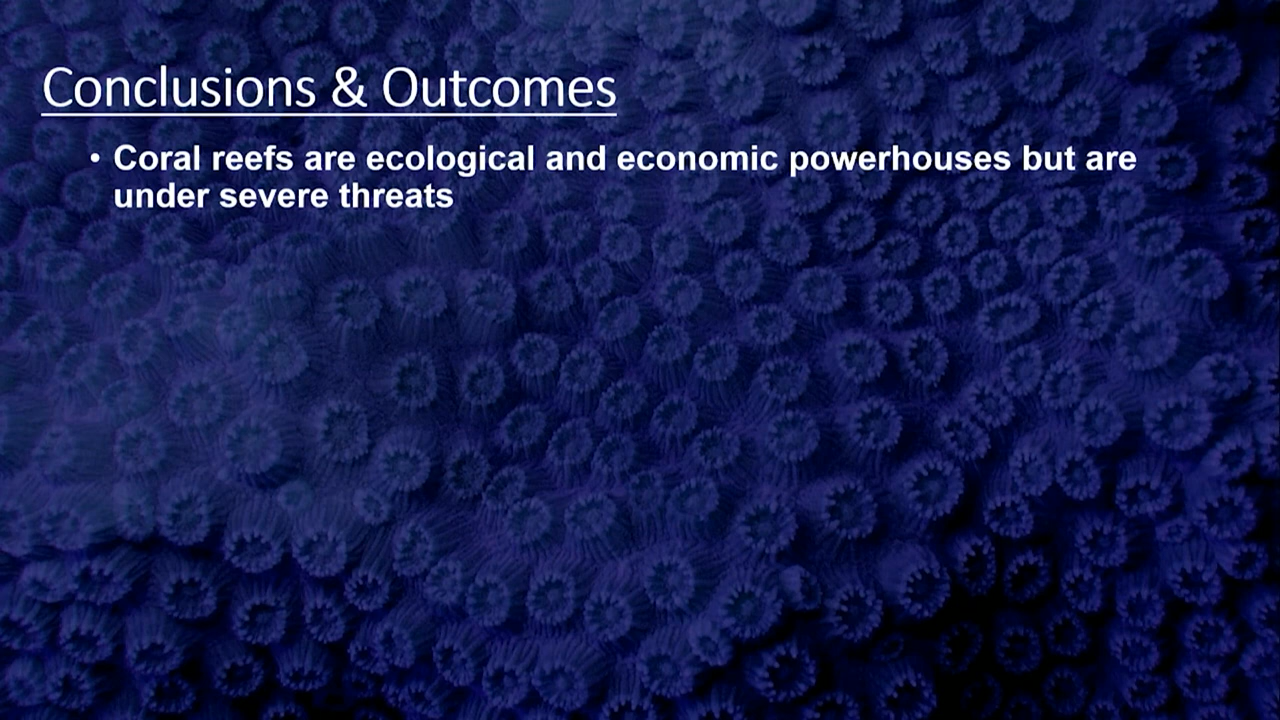 Conclusions & Outcomes
• Coral reefs are ecological and economic powerhouses but are
under severe threats